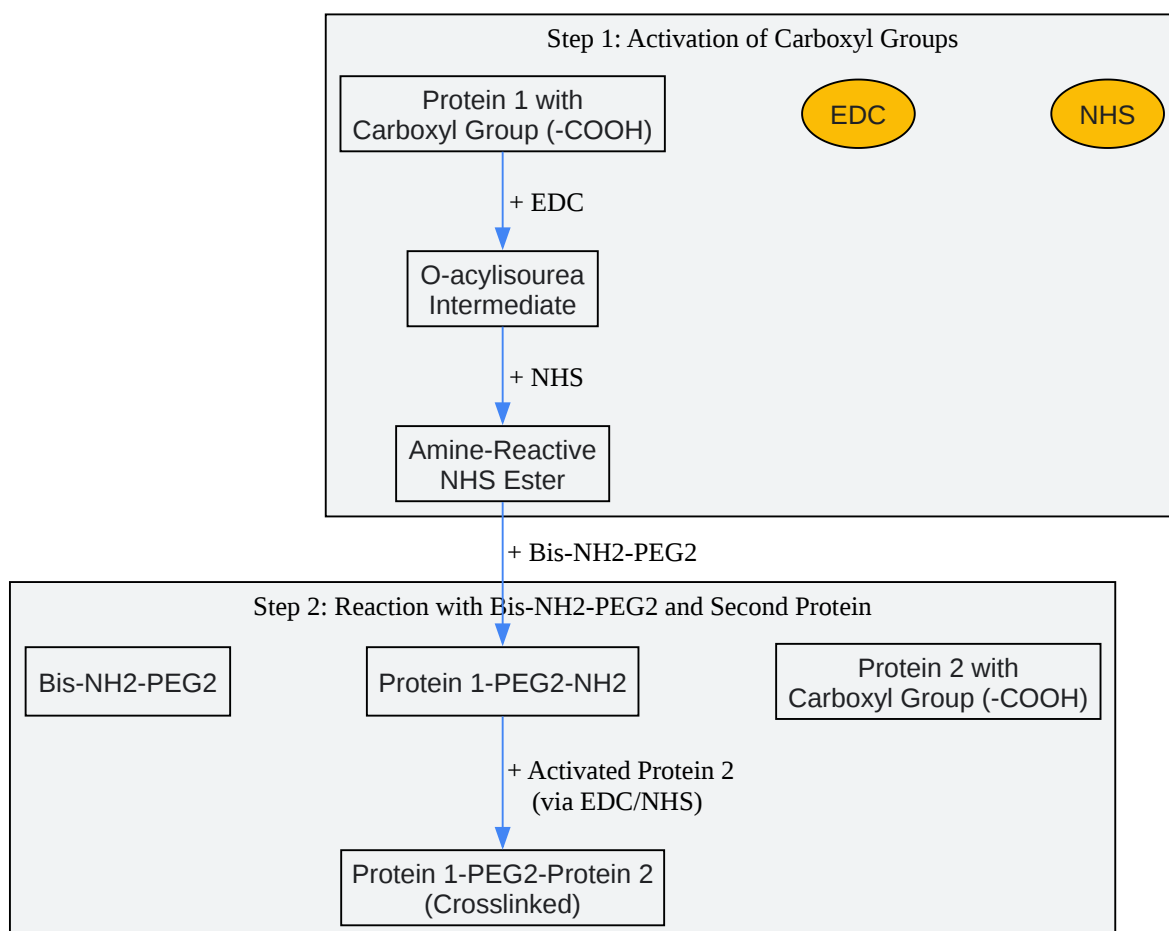 Step 1: Activation of Carboxyl Groups
Protein 1 with
Carboxyl Group (-COOH)
EDC
NHS
+ EDC
O-acylisourea
Intermediate
+ NHS
Amine-Reactive
NHS Ester
+ Bis-NH2-PEG2
Step 2: Reaction with Bis-NH2-PEG2 and Second Protein
Bis-NH2-PEG2
Protein 1-PEG2-NH2
Protein 2 with
Carboxyl Group (-COOH)
+ Activated Protein 2
(via EDC/NHS)
Protein 1-PEG2-Protein 2
(Crosslinked)